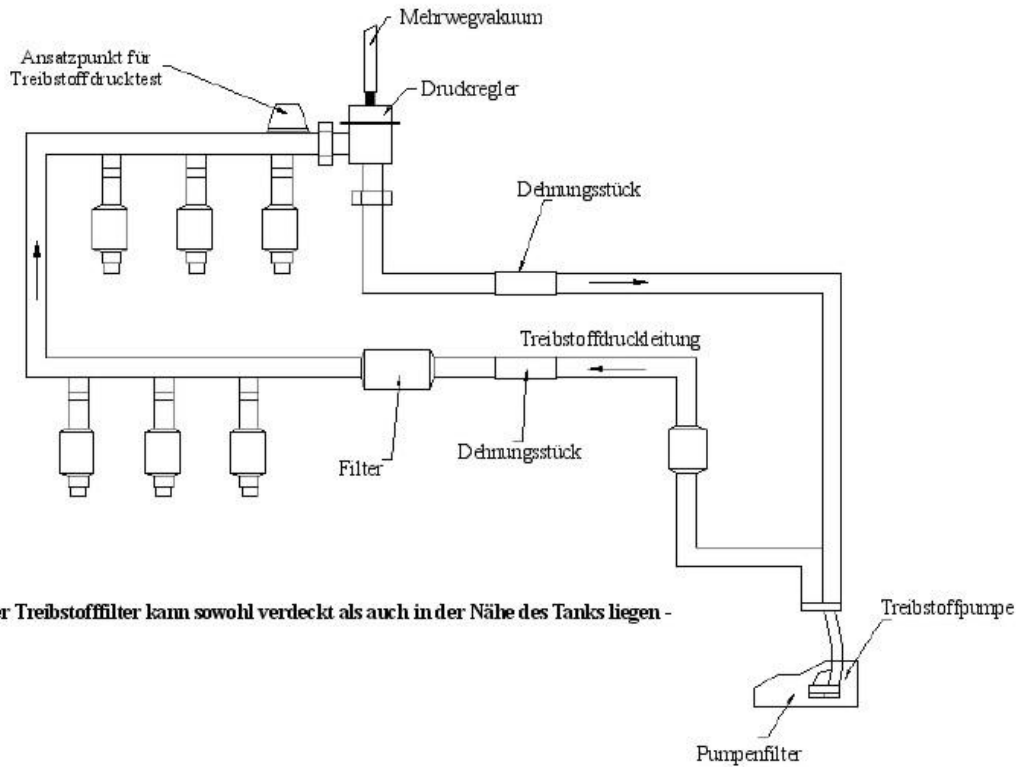 Mehrwegvakuum
Ansatzpunkt für
Treibstoffdrucktest
Druckregler
Dehnungsstück
Treibstoffdruckleitung
Filter
Dehnungsstück
er Treibstofffilter kann sowohl verdeckt als auch in der Nähe des Tanks liegen -
Treibstoffpumpe
Pumpenfilter